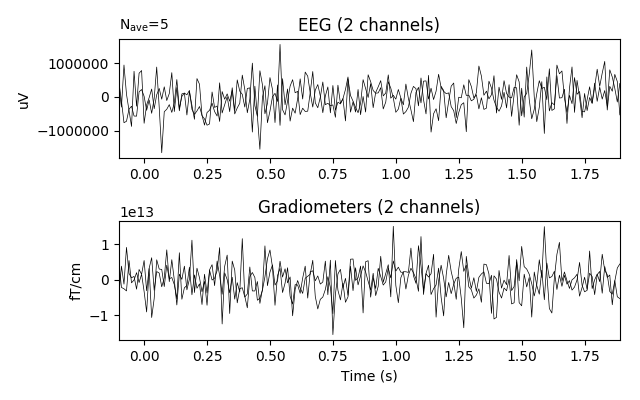 N_ave=5
EEG (2 channels)
1000000
0
−1000000
uV
0.00 0.25 0.50 0.75 1.00 1.25 1.50 1.75
1e13
Gradiometers (2 channels)
1
0
−1
fT/cm
0.00 0.25 0.50 0.75 1.00 1.25 1.50 1.75
Time (s)